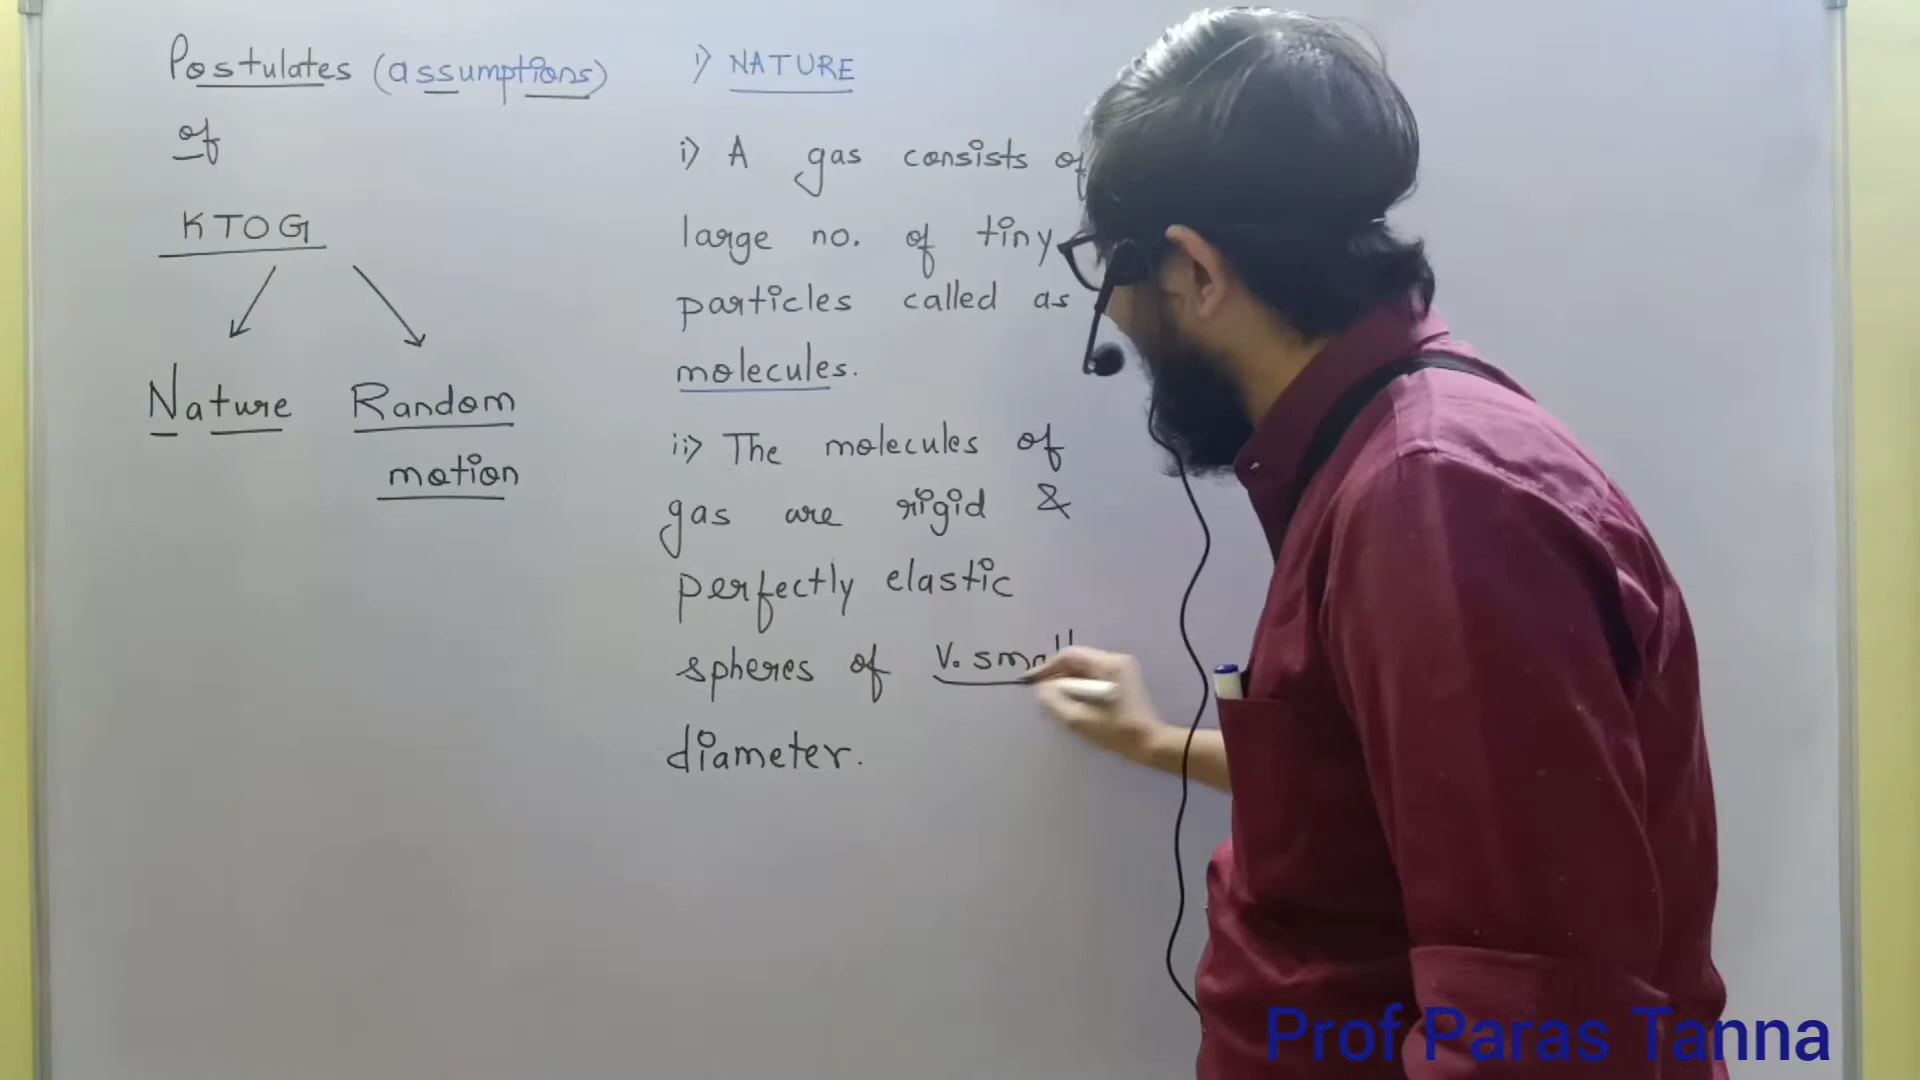 Postulates (assumptions)
of
KTOG
Nature Random
motion
1) NATURE
i) A gas consists of
large no. of tiny
particles called as
molecules.
ii) The molecules of
gas are rigid &
perfectly elastic
spheres of V. small
diameter.
Prof Paras Tanna